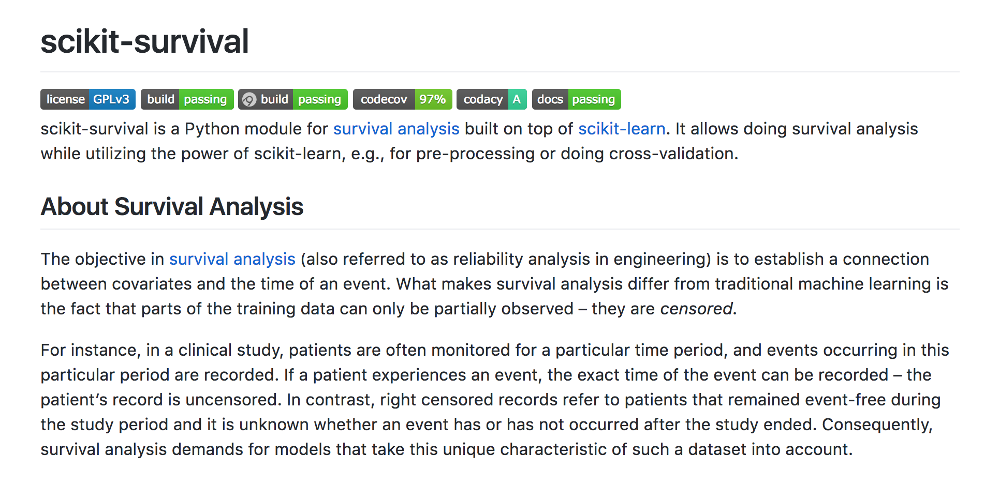 scikit-survival
license GPLv3 build passing build passing codecov 97% codacy A docs passing
scikit-survival is a Python module for survival analysis built on top of scikit-learn. It allows doing survival analysis
while utilizing the power of scikit-learn, e.g., for pre-processing or doing cross-validation.
About Survival Analysis
The objective in survival analysis (also referred to as reliability analysis in engineering) is to establish a connection
between covariates and the time of an event. What makes survival analysis differ from traditional machine learning is
the fact that parts of the training data can only be partially observed – they are censored.
For instance, in a clinical study, patients are often monitored for a particular time period, and events occurring in this
particular period are recorded. If a patient experiences an event, the exact time of the event can be recorded – the
patient’s record is uncensored. In contrast, right censored records refer to patients that remained event-free during
the study period and it is unknown whether an event has or has not occurred after the study ended. Consequently,
survival analysis demands for models that take this unique characteristic of such a dataset into account.